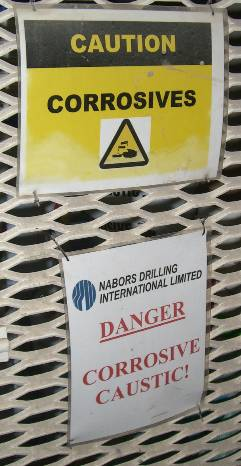 CAUTION
CORROSIVES
NABORS DRILLING
INTERNATIONAL LIMITED
DANGER
CORROSIVE
CAUSTIC!